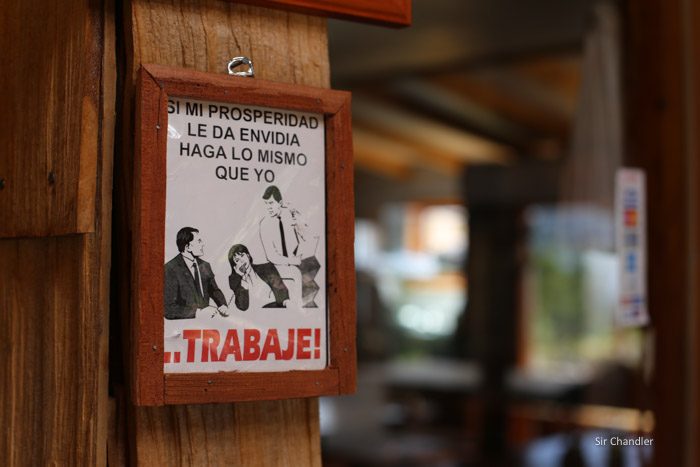 SI MI PROSPERIDAD
LE DA ENVIDIA
HAGA LO MISMO
QUE YO
..TRABAJE!
Sir Chandler